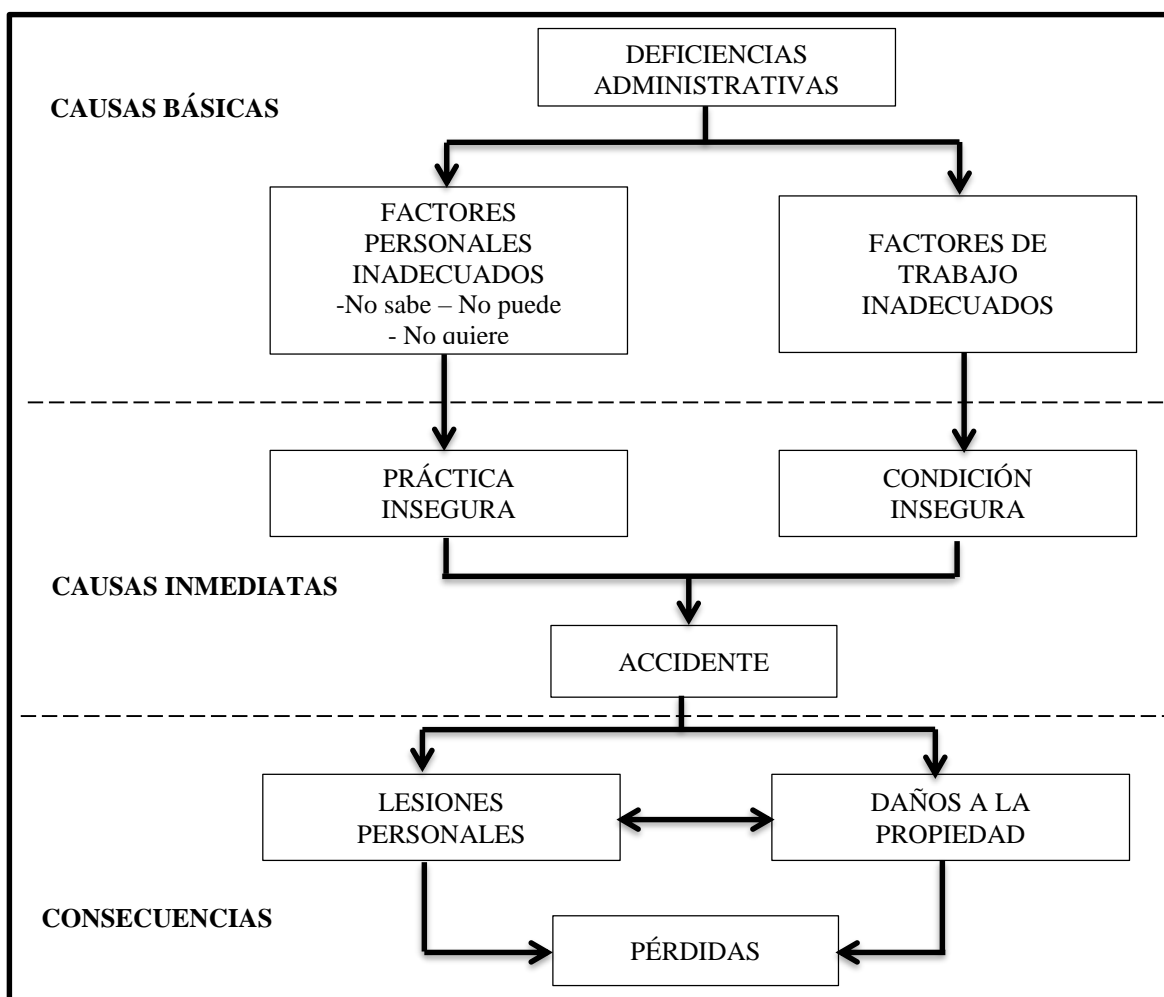 DEFICIENCIAS
ADMINISTRATIVAS
CAUSAS BÁSICAS
FACTORES
PERSONALES
INADECUADOS
-No sabe – No puede
- No quiere
FACTORES DE
TRABAJO
INADECUADOS
PRÁCTICA
INSEGURA
CONDICIÓN
INSEGURA
CAUSAS INMEDIATAS
ACCIDENTE
LESIONES
PERSONALES
DAÑOS A LA
PROPIEDAD
CONSECUENCIAS
PÉRDIDAS